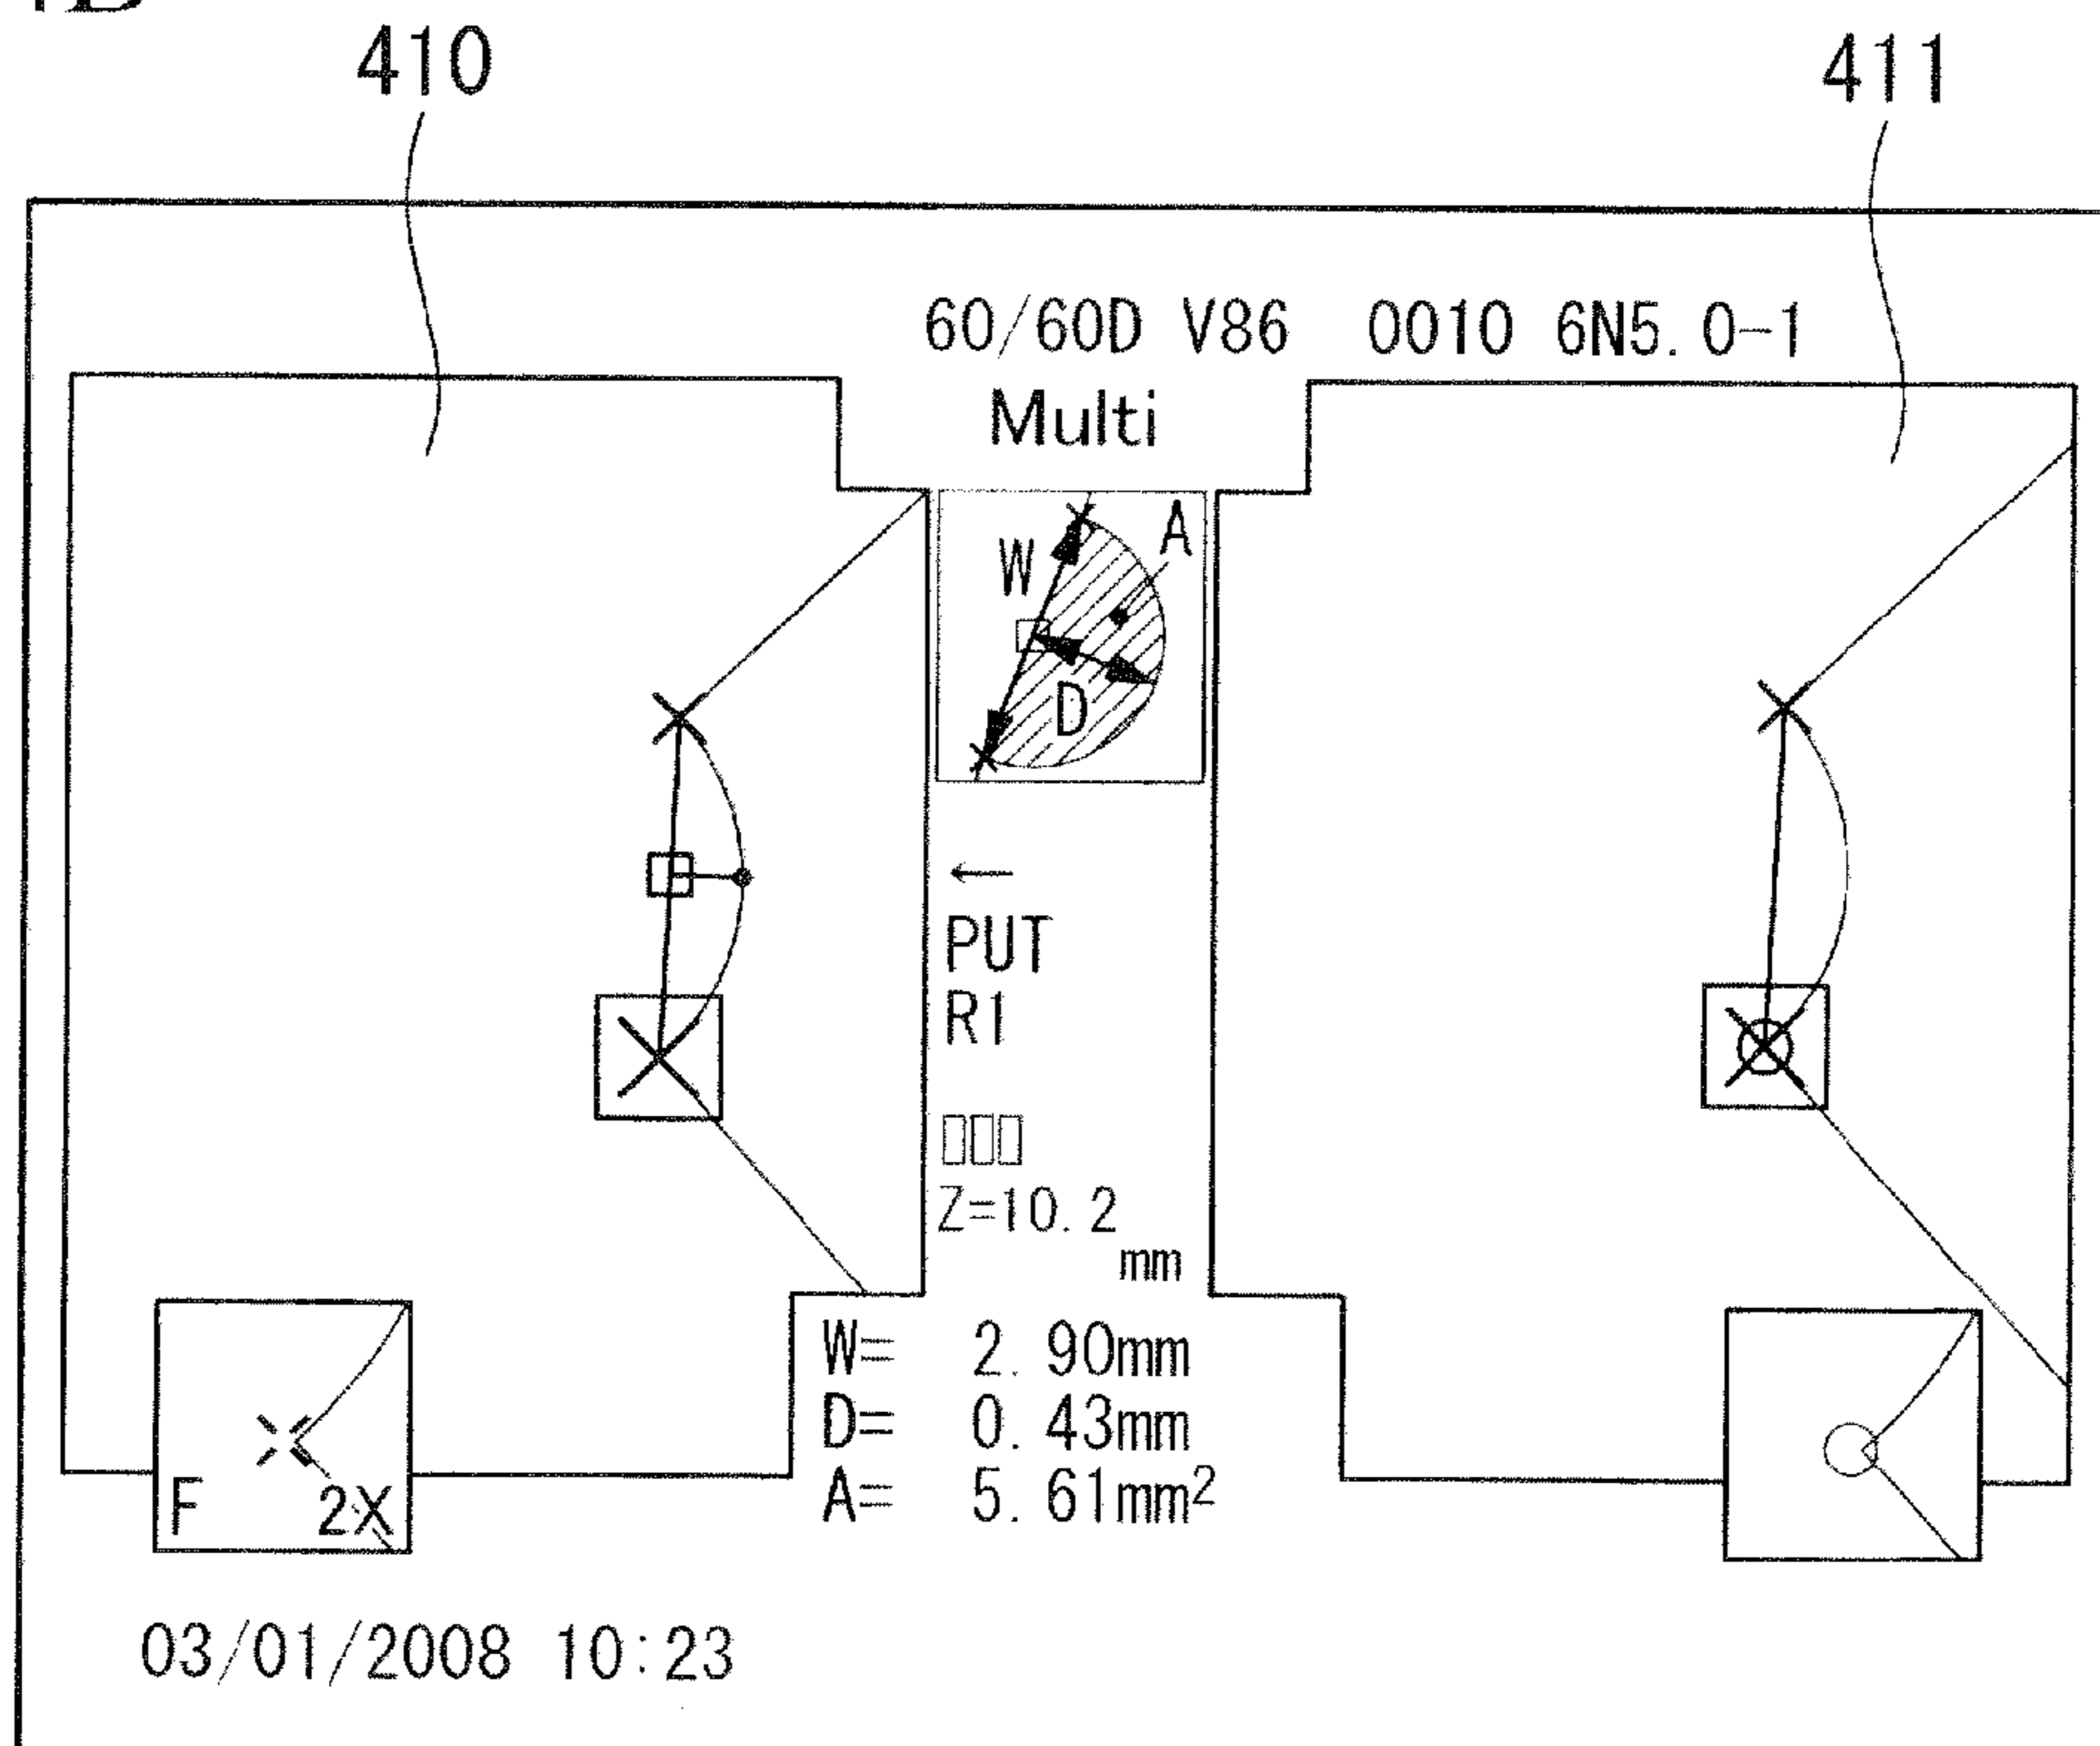 410
411
60/60D V86 0010 6N5.0-1
Multi
W
A
D
←
PUT
R1
Z=10.2
mm
W= 2.90mm
D= 0.43mm
A= 5.61mm²
F 2X
03/01/2008 10:23